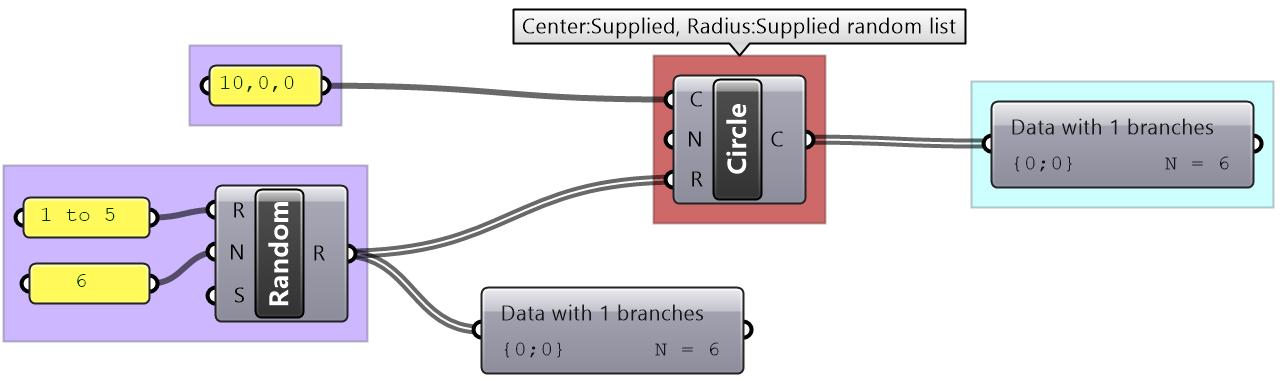 Center:Supplied, Radius:Supplied random list
10,0,0
C
N
R
Circle
C
Data with 1 branches
{0;0} N = 6
1 to 5
6
R
N
S
Random
R
Data with 1 branches
{0;0} N = 6